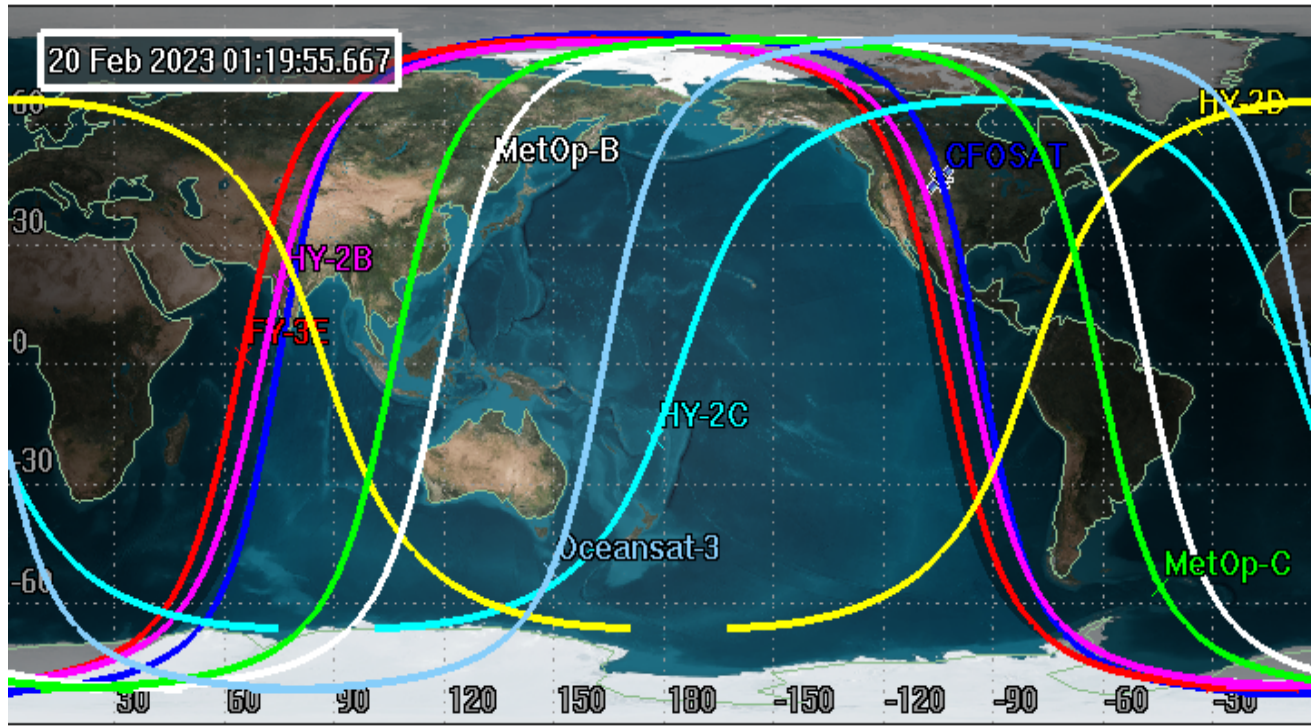 20 Feb 2023 01:19:55.667
60
HY-2D
MetOp-B
CFOSAT
30
HY-2B
FY-3E
0
HY-2C
-30
Oceansat-3
MetOp-C
-60
30 60 90 120 150 180 -150 -120 -90 -60 -30